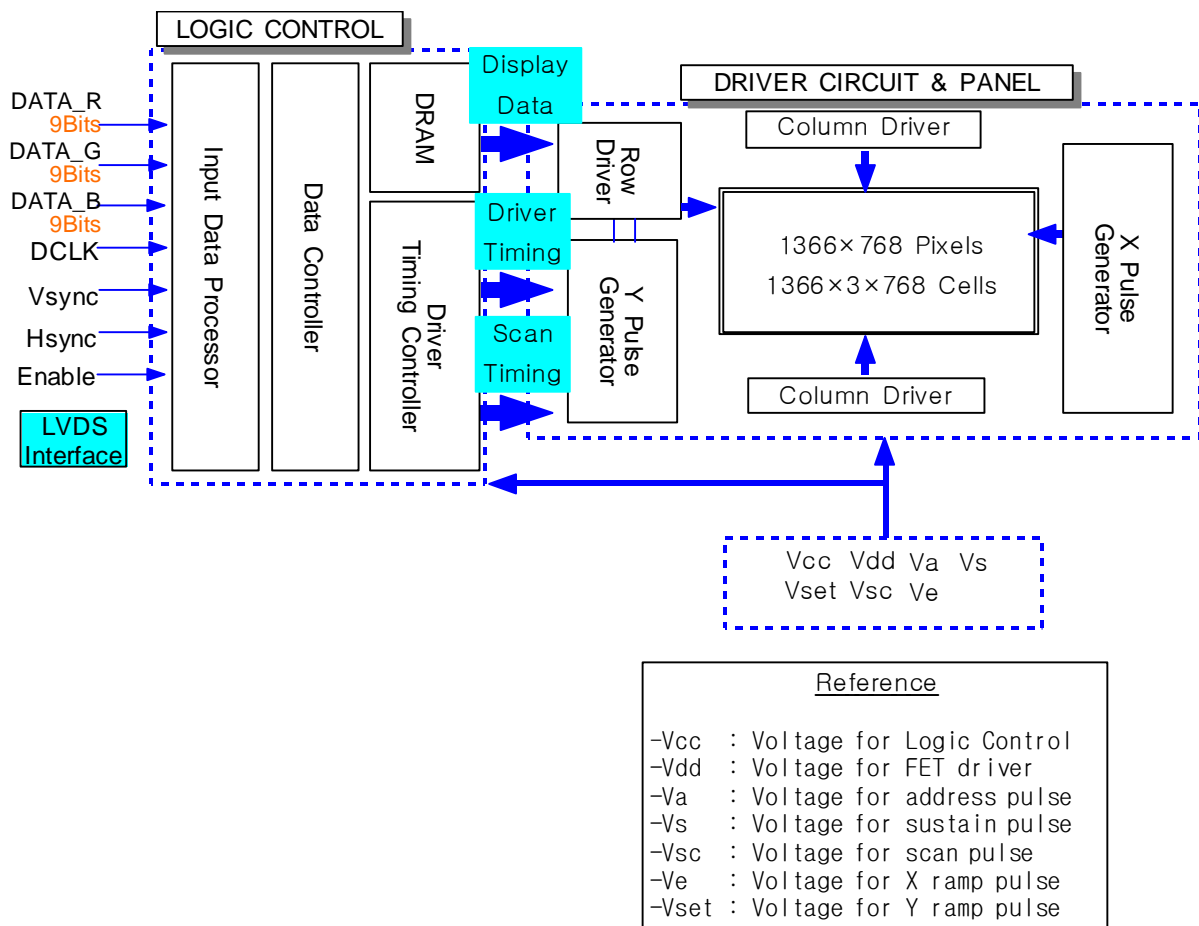 LOGIC CONTROL
DATA_R
9Bits
DATA_G
9Bits
DATA_B
9Bits
DCLK
Vsync
Hsync
Enable
LVDS
Interface
Input Data Processor
Data Controller
DRAM
Driver
Timing Controller
Display
Data
Driver
Timing
Scan
Timing
DRIVER CIRCUIT & PANEL
Row
Driver
Y Pulse
Generator
Column Driver
1366×768 Pixels
1366×3×768 Cells
Column Driver
X Pulse
Generator
Vcc Vdd Va Vs
Vset Vsc Ve
Reference
-Vcc : Voltage for Logic Control
-Vdd : Voltage for FET driver
-Va : Voltage for address pulse
-Vs : Voltage for sustain pulse
-Vsc : Voltage for scan pulse
-Ve : Voltage for X ramp pulse
-Vset : Voltage for Y ramp pulse